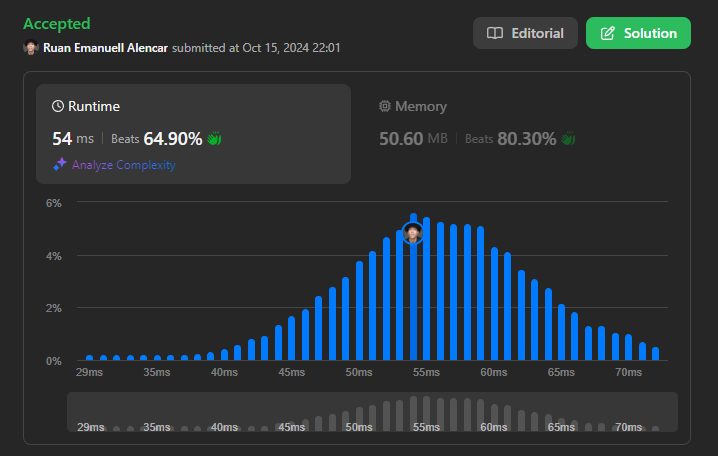 Accepted
Ruan Emanuell Alencar submitted at Oct 15, 2024 22:01
Editorial
Solution
Runtime
54 ms Beats 64.90%
Analyze Complexity
Memory
50.60 MB Beats 80.30%
6%
4%
2%
0%
29ms 35ms 40ms 45ms 50ms 55ms 60ms 65ms 70ms
29ms 35ms 40ms 45ms 50ms 55ms 60ms 65ms 70ms